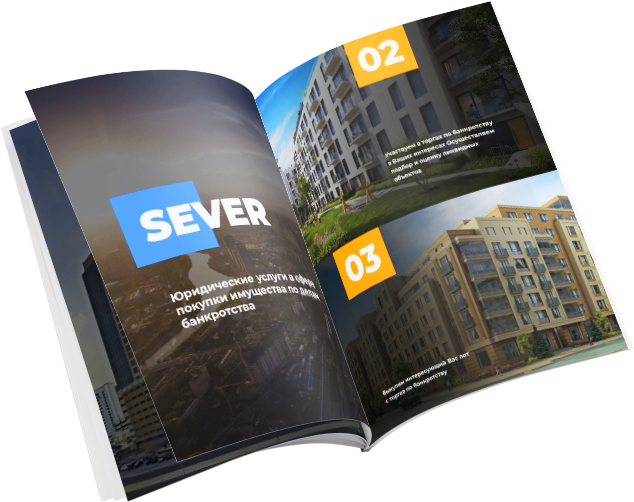 SEVER
Юридические услуги в сфере
покупки имущества по делам
банкротства
02
Участвуем в торгах по банкротству
в Ваших интересах Осуществляем
подбор и оценку ликвидных
объектов
03
Выкупим интересующий Вас лот
с торгов по банкротству